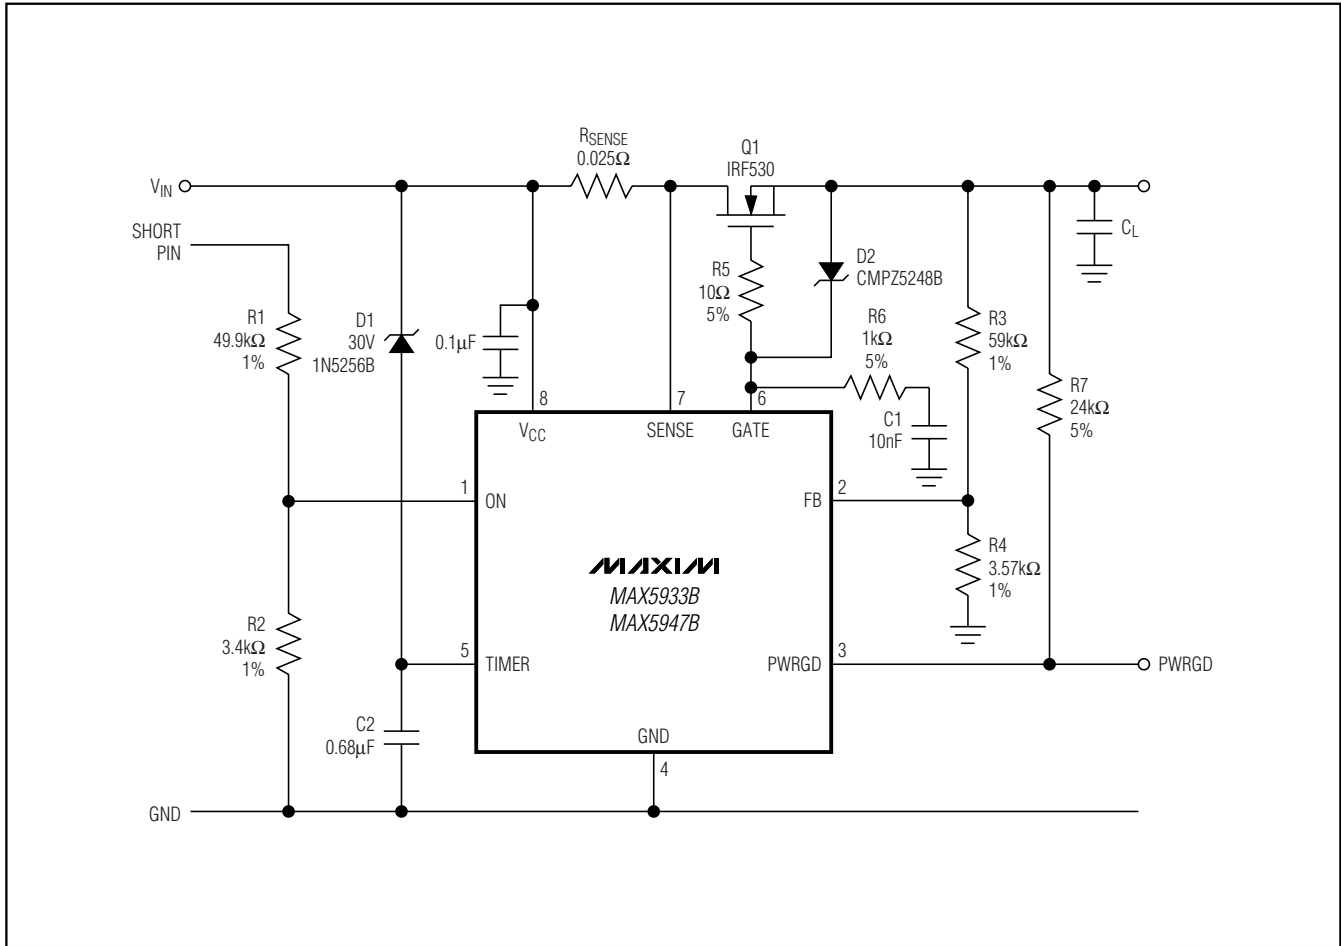 RSENSE
0.025Ω
Q1
IRF530
VIN
SHORT
PIN
CL
R5
10Ω
5%
D2
CMPZ5248B
R1
49.9kΩ
1%
D1
30V
1N5256B
0.1μF
R6
1kΩ
5%
R3
59kΩ
1%
R7
24kΩ
5%
8
7
6
C1
10nF
VCC
SENSE
GATE
1
ON
FB
2
MAXIM
MAX5933B
MAX5947B
R4
3.57kΩ
1%
R2
3.4kΩ
1%
5
TIMER
PWRGD
3
PWRGD
C2
0.68μF
GND
4
GND